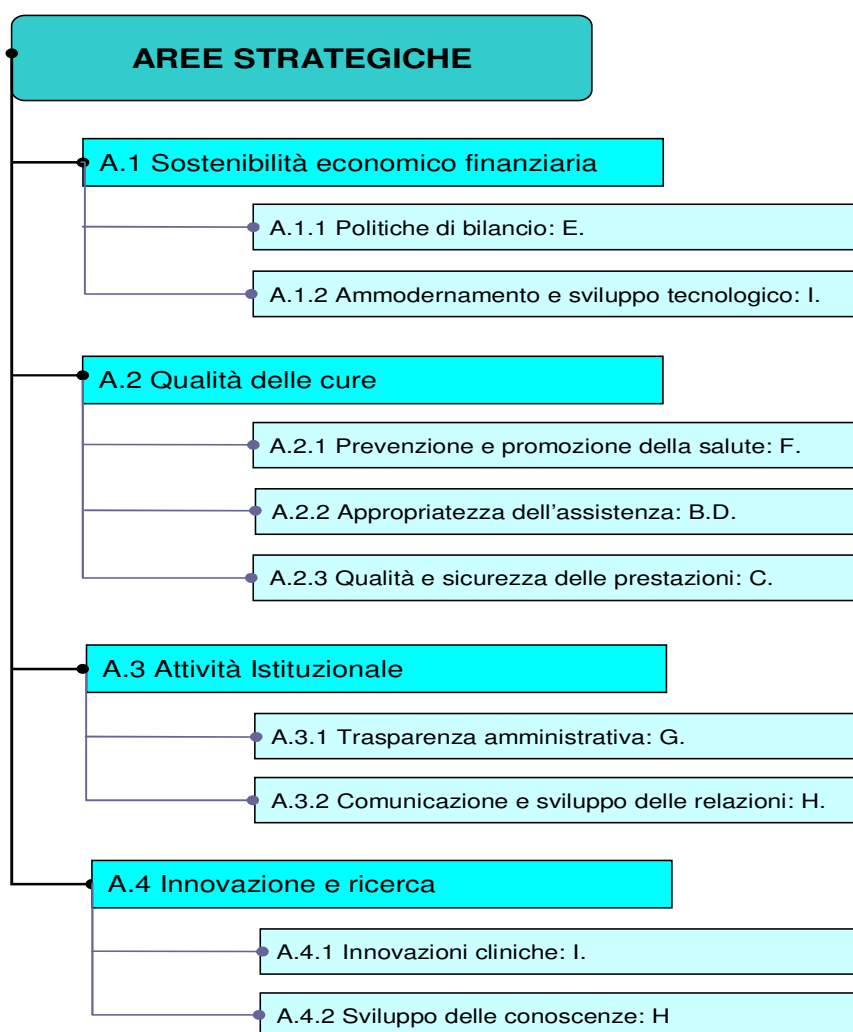 AREE STRATEGICHE
A.1 Sostenibilità economico finanziaria
A.1.1 Politiche di bilancio: E.
A.1.2 Ammodernamento e sviluppo tecnologico: I.
A.2 Qualità delle cure
A.2.1 Prevenzione e promozione della salute: F.
A.2.2 Appropriatezza dell'assistenza: B.D.
A.2.3 Qualità e sicurezza delle prestazioni: C.
A.3 Attività Istituzionale
A.3.1 Trasparenza amministrativa: G.
A.3.2 Comunicazione e sviluppo delle relazioni: H.
A.4 Innovazione e ricerca
A.4.1 Innovazioni cliniche: I.
A.4.2 Sviluppo delle conoscenze: H